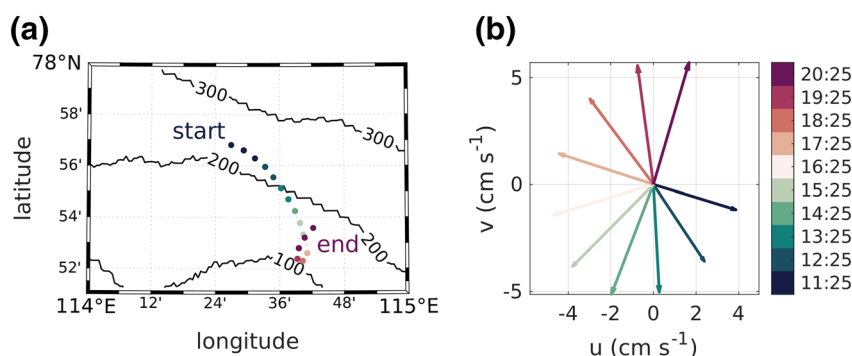 (a)
(b)
78°N
58'
56'
54'
52'
latitude
start
end
300
300
200
200
100
114°E
12'
24'
36'
48'
115°E
longitude
5
0
-5
v (cm s-1)
-4
-2
0
2
4
u (cm s-1)
20:25
19:25
18:25
17:25
16:25
15:25
14:25
13:25
12:25
11:25